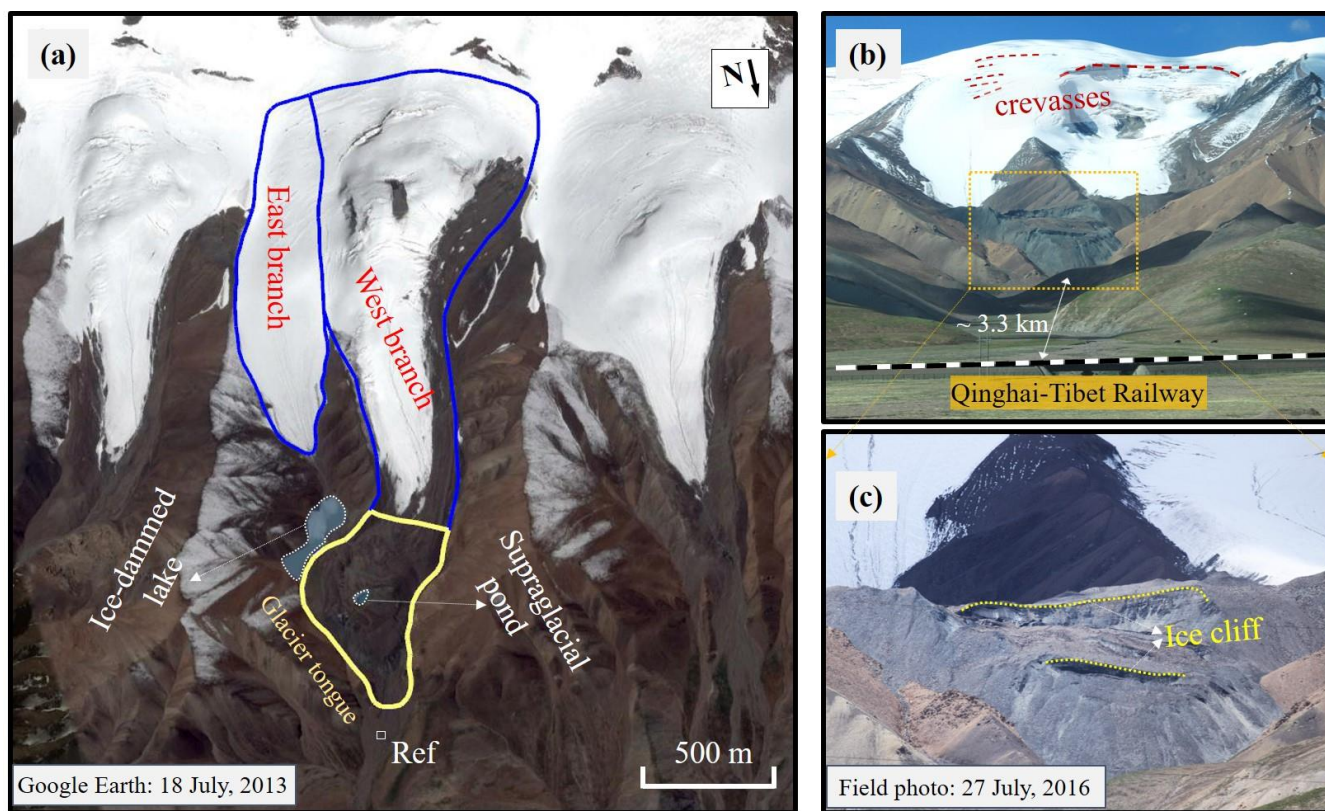 (a)
N
East branch
West branch
Ice-dammed
lake
Glacier tongue
Supraglacial
pond
Ref
500 m
Google Earth: 18 July, 2013
(b)
crevasses
~ 3.3 km
Qinghai-Tibet Railway
(c)
Ice cliff
Field photo: 27 July, 2016